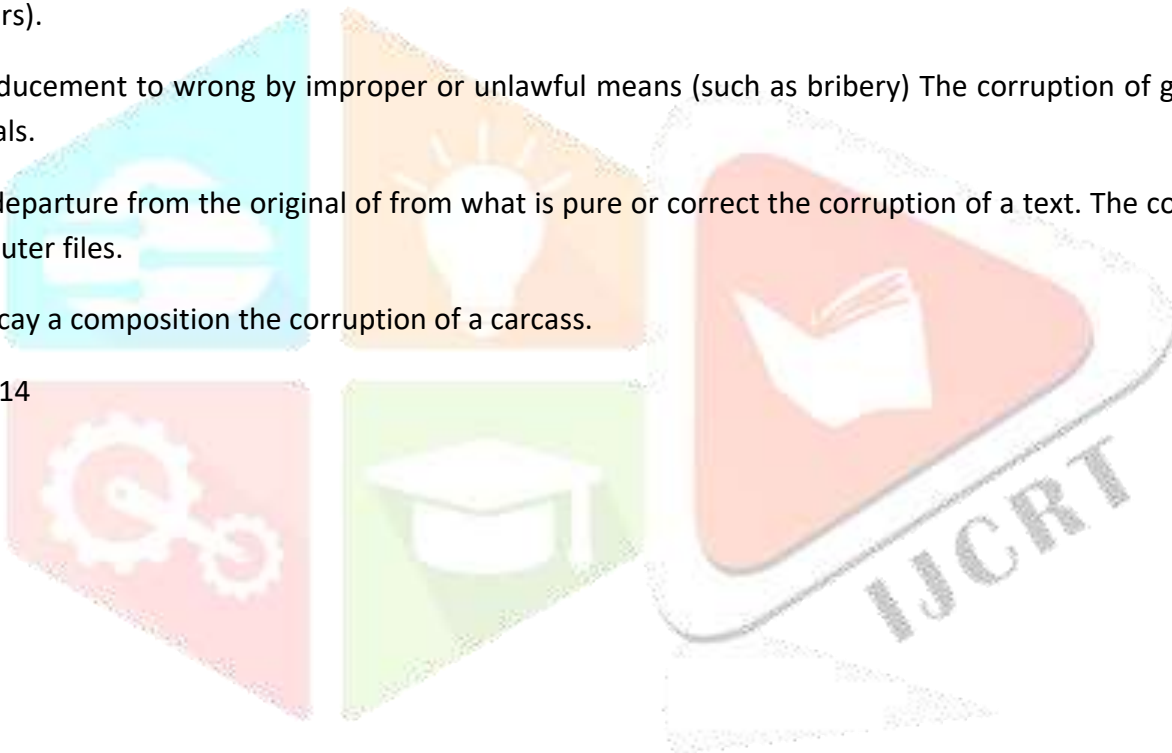 rs).
ducement to wrong by improper or unlawful means (such as bribery) The corruption of g
als.
departure from the original of from what is pure or correct the corruption of a text. The co
uter files.
cay a composition the corruption of a carcass.
14
IJCRT